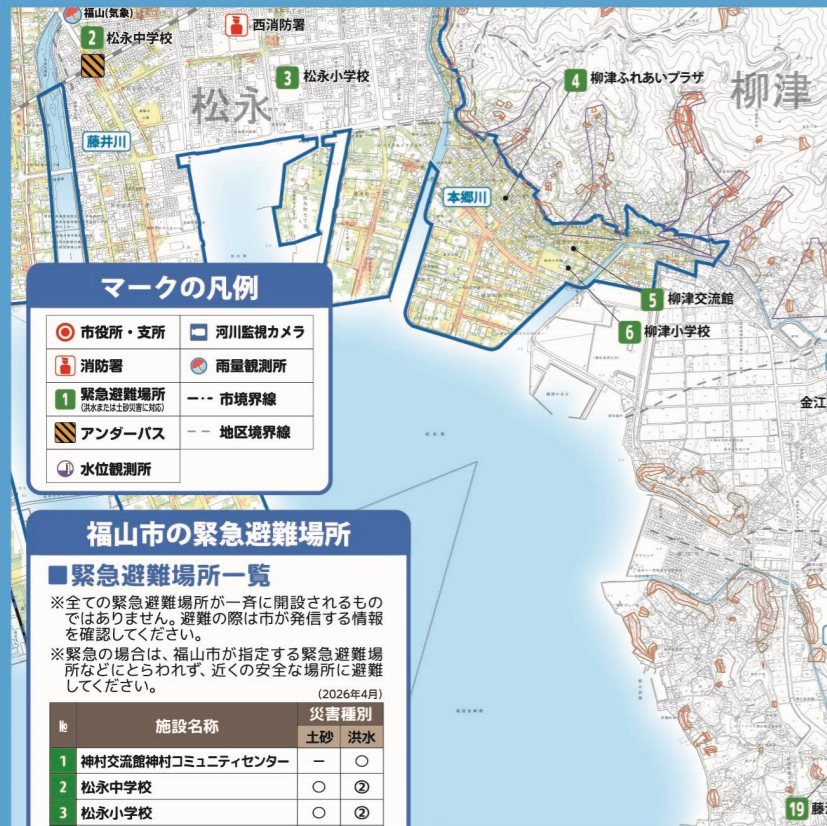 福山(気象)
2 松永中学校
西消防署
3 松永小学校
松永
4 柳津ふれあいプラザ
柳津
藤井川
本郷川
5 柳津交流館
6 柳津小学校
金江
マークの凡例
市役所・支所
河川監視カメラ
消防署
雨量観測所
1 緊急避難場所
(洪水または土砂災害に対応)
市境界線
アンダーパス
地区境界線
水位観測所
福山市の緊急避難場所
■緊急避難場所一覧
※全ての緊急避難場所が一斉に開設されるもの
ではありません。避難の際は市が発信する情報
を確認してください。
※緊急の場合は、福山市が指定する緊急避難場
所などにとらわれず、近くの安全な場所に避難
してください。
(2026年4月)
№ 施設名称 災害種別
土砂 洪水
1 神村交流館神村コミュニティセンター － ○
2 松永中学校 ○ ②
3 松永小学校 ○ ②
19 藤